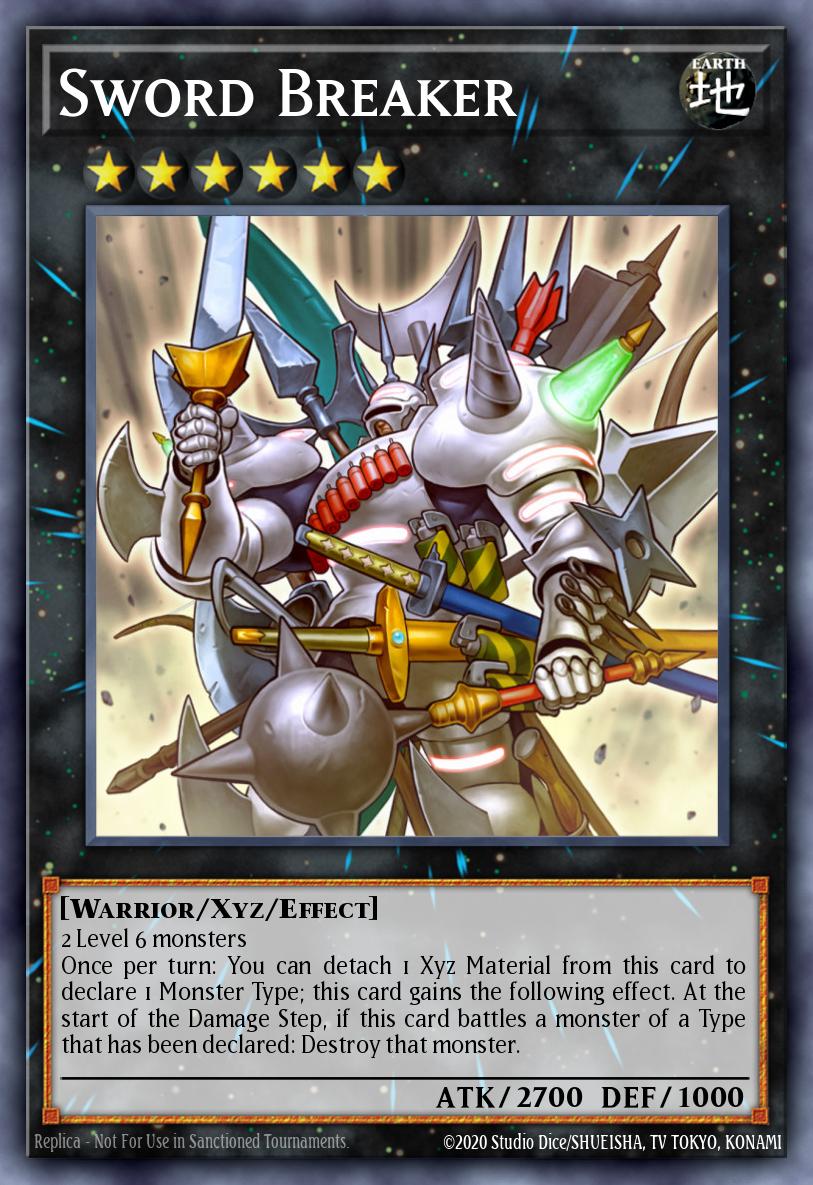 Sword Breaker
EARTH
地
[Warrior/Xyz/Effect]
2 Level 6 monsters
Once per turn: You can detach 1 Xyz Material from this card to
declare 1 Monster Type; this card gains the following effect. At the
start of the Damage Step, if this card battles a monster of a Type
that has been declared: Destroy that monster.
ATK/2700 DEF/1000
Replica - Not For Use in Sanctioned Tournaments.
©2020 Studio Dice/SHUEISHA, TV TOKYO, KONAMI